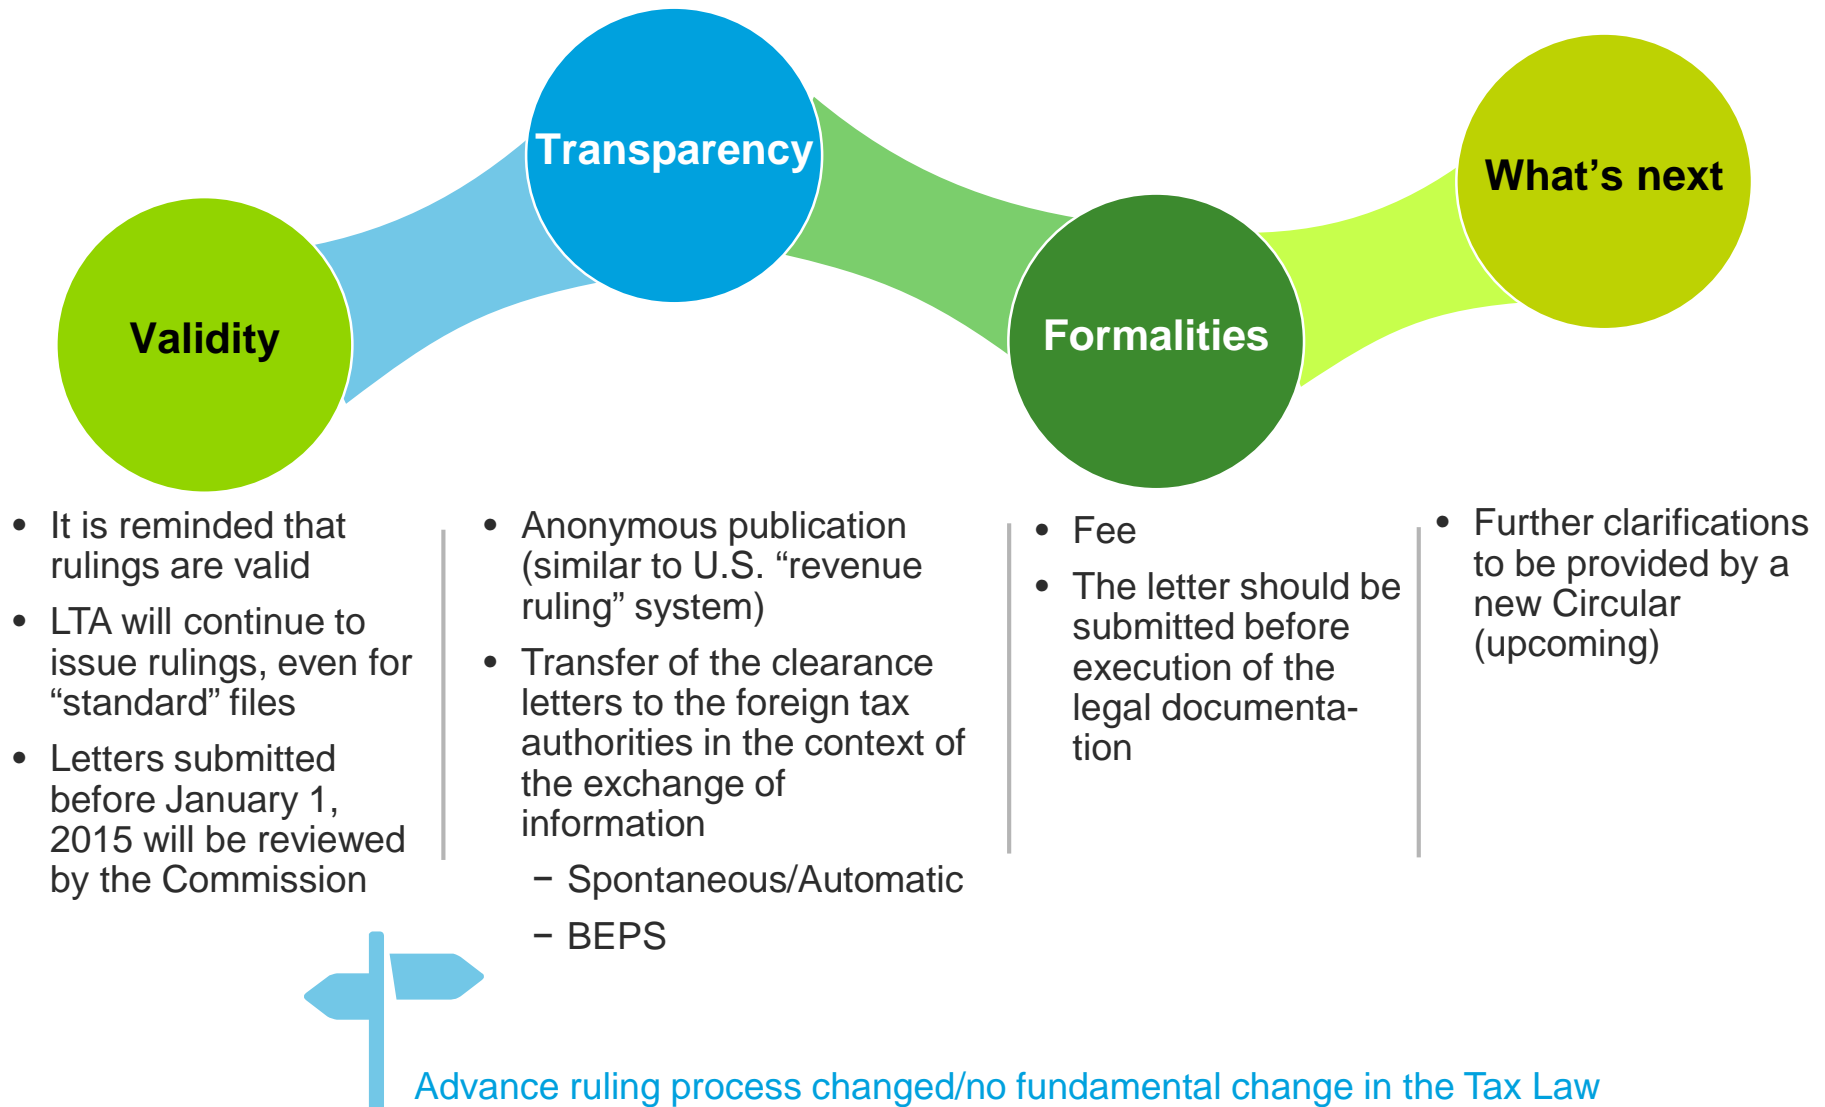 Validity
Transparency
Formalities
What’s next
• It is reminded that
rulings are valid
• LTA will continue to
issue rulings, even for
“standard” files
• Letters submitted
before January 1,
2015 will be reviewed
by the Commission
• Anonymous publication
(similar to U.S. “revenue
ruling” system)
• Transfer of the clearance
letters to the foreign tax
authorities in the context of
the exchange of
information
− Spontaneous/Automatic
− BEPS
• Fee
• The letter should be
submitted before
execution of the
legal documenta-
tion
• Further clarifications
to be provided by a
new Circular
(upcoming)
Advance ruling process changed/no fundamental change in the Tax Law